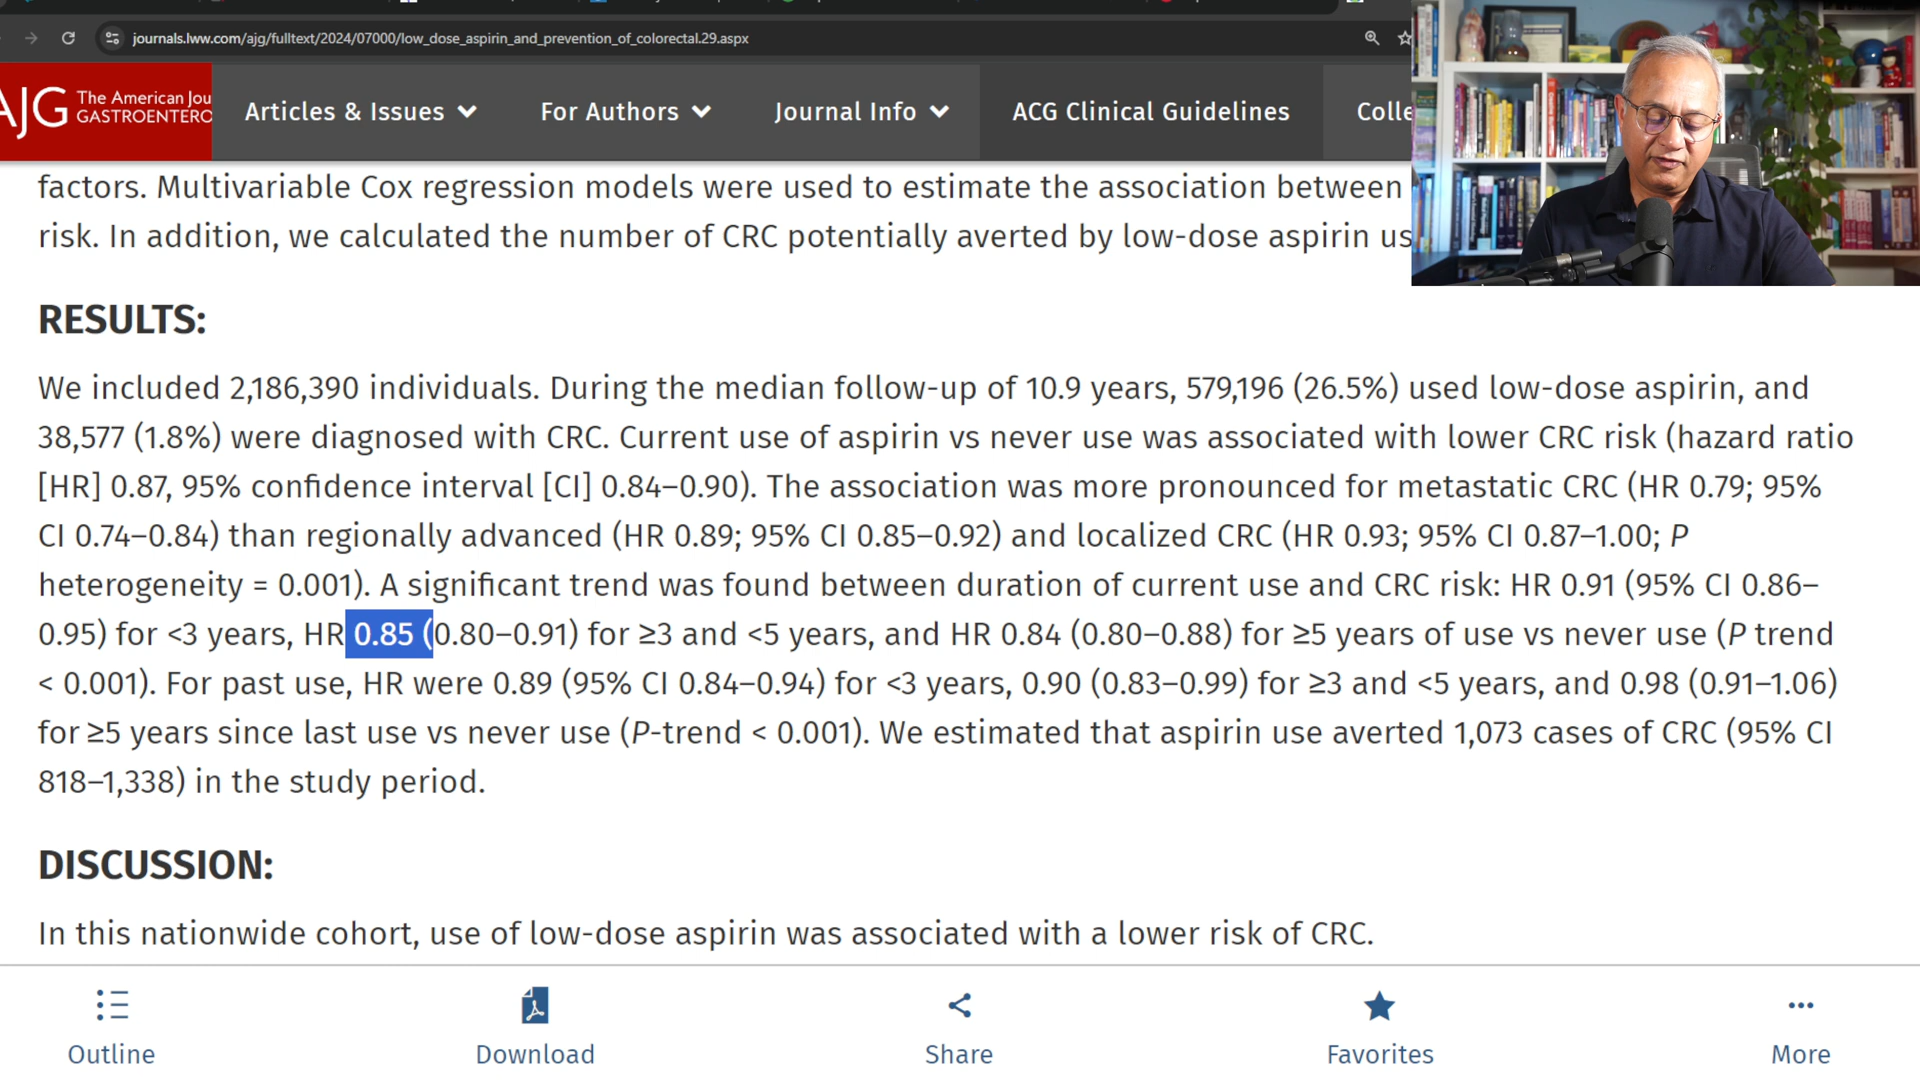 journals.lww.com/ajg/fulltext/2024/07000/low_dose_aspirin_and_prevention_of_colorectal.29.aspx
AJG The American Jou
GASTROENTERO
Articles & Issues
For Authors
Journal Info
ACG Clinical Guidelines
Colle
factors. Multivariable Cox regression models were used to estimate the association between
risk. In addition, we calculated the number of CRC potentially averted by low-dose aspirin us
RESULTS:
We included 2,186,390 individuals. During the median follow-up of 10.9 years, 579,196 (26.5%) used low-dose aspirin, and
38,577 (1.8%) were diagnosed with CRC. Current use of aspirin vs never use was associated with lower CRC risk (hazard ratio
[HR] 0.87, 95% confidence interval [CI] 0.84–0.90). The association was more pronounced for metastatic CRC (HR 0.79; 95%
CI 0.74–0.84) than regionally advanced (HR 0.89; 95% CI 0.85–0.92) and localized CRC (HR 0.93; 95% CI 0.87–1.00; P
heterogeneity = 0.001). A significant trend was found between duration of current use and CRC risk: HR 0.91 (95% CI 0.86–
0.95) for <3 years, HR 0.85 (0.80–0.91) for ≥3 and <5 years, and HR 0.84 (0.80–0.88) for ≥5 years of use vs never use (P trend
< 0.001). For past use, HR were 0.89 (95% CI 0.84–0.94) for <3 years, 0.90 (0.83–0.99) for ≥3 and <5 years, and 0.98 (0.91–1.06)
for ≥5 years since last use vs never use (P-trend < 0.001). We estimated that aspirin use averted 1,073 cases of CRC (95% CI
818–1,338) in the study period.
DISCUSSION:
In this nationwide cohort, use of low-dose aspirin was associated with a lower risk of CRC.
Outline
Download
Share
Favorites
More